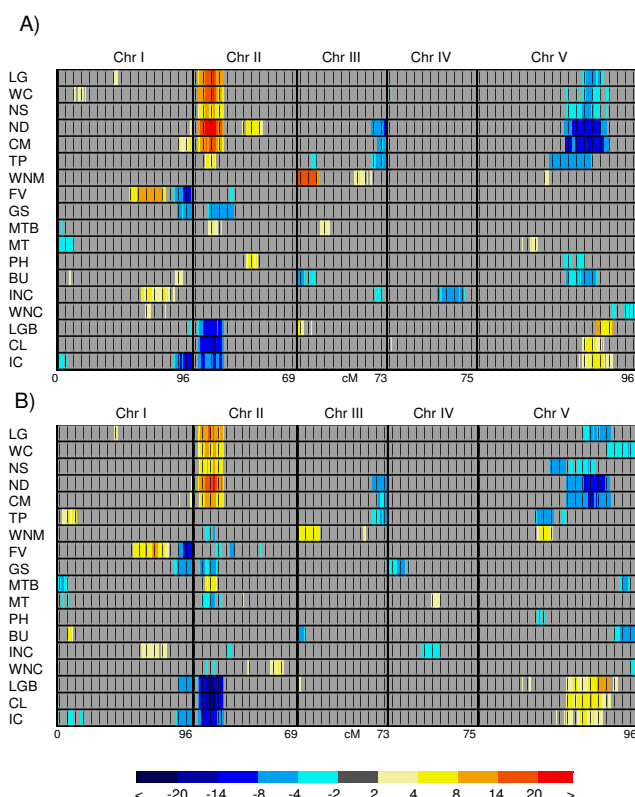 A)
Chr I Chr II Chr III Chr IV Chr V
LG
WC
NS
ND
CM
TP
WNM
FV
GS
MTB
MT
PH
BU
INC
WNC
LGB
CL
IC
0 96 69 cM 73 75 96
B)
Chr I Chr II Chr III Chr IV Chr V
LG
WC
NS
ND
CM
TP
WNM
FV
GS
MTB
MT
PH
BU
INC
WNC
LGB
CL
IC
0 96 69 cM 73 75 96
< -20 -14 -8 -4 -2 2 4 8 14 20 >